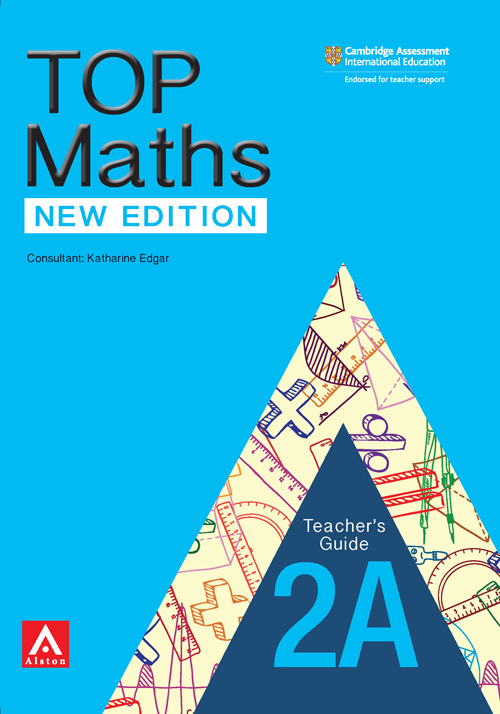 TOP
Maths
NEW EDITION
Consultant: Katharine Edgar
Cambridge Assessment
International Education
Endorsed for teacher support
Teacher's
Guide
2A
Alston